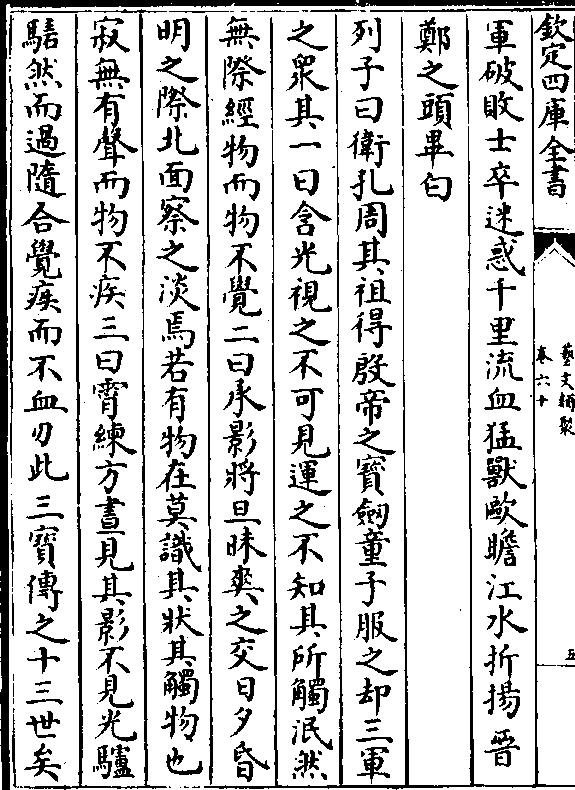 欽定四庫全書
藝文類聚
卷六十
五
軍破敗士卒迷惑千里流血猛獸歐瞻江水折揚晉
鄭之頭畢白
列子曰衛孔周其祖得殷帝之寶劍童子服之却三軍
之衆其一曰含光視之不可見運之不知其所觸泯然
無際經物而物不覺二曰承影將旦昧爽之交日夕昏
明之際北面察之淡焉若有物在莫識其狀其觸物也
寂無有聲而物不疾三曰霄練方晝見其影不見光驢
騞然而過隨合覺疾而不血刃此三寶傳之十三世矣